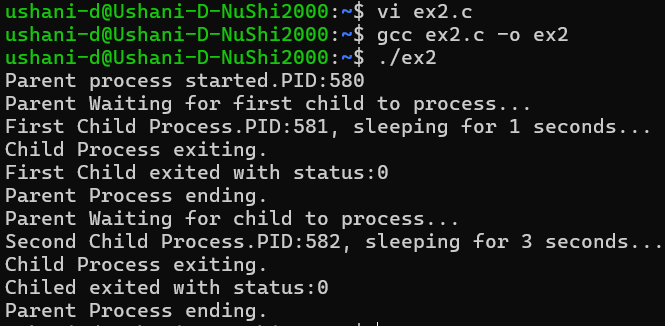 ushani-d@Ushani-D-NuShi2000:~$ vi ex2.c
ushani-d@Ushani-D-NuShi2000:~$ gcc ex2.c -o ex2
ushani-d@Ushani-D-NuShi2000:~$ ./ex2
Parent process started.PID:580
Parent Waiting for first child to process...
First Child Process.PID:581, sleeping for 1 seconds...
Child Process exiting.
First Child exited with status:0
Parent Process ending.
Parent Waiting for child to process...
Second Child Process.PID:582, sleeping for 3 seconds...
Child Process exiting.
Chiled exited with status:0
Parent Process ending.